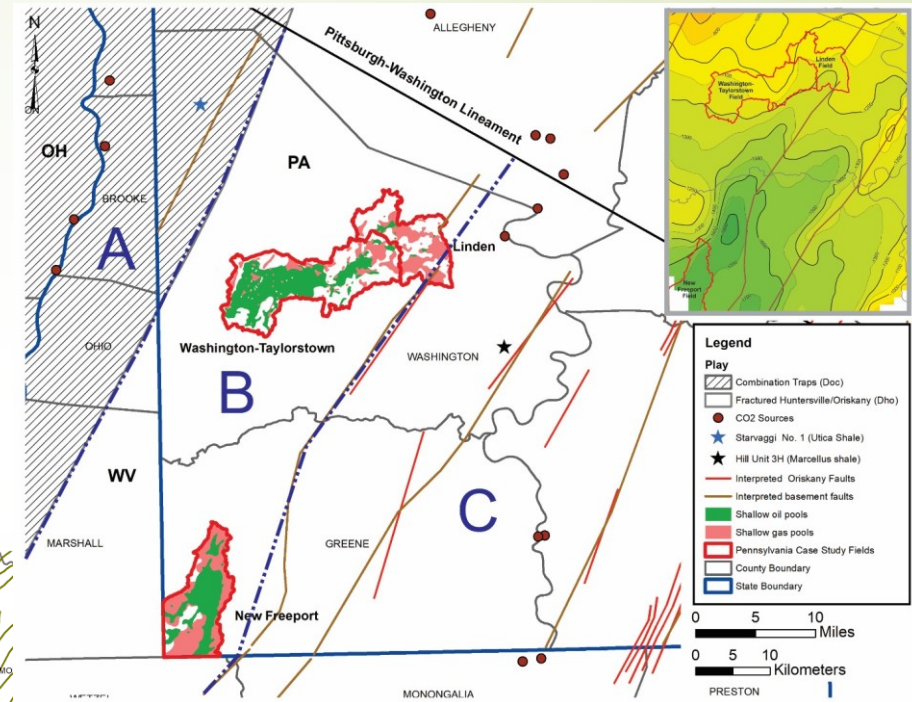 N
ALLEGHENY
Pittsburgh-Washington Lineament
OH
PA
BROOKE
A
Linden
OHIO
Washington-Taylorstown
WASHINGTON
B
WV
C
MARSHALL
GREENE
New Freeport
MO
WETZEL
MONONGALIA
PRESTON
Linden
Field
Washington-
Taylorstown
Field
New
Freeport
Field
Legend
Play
Combination Traps (Doc)
Fractured Huntersville/Oriskany (Dho)
CO2 Sources
Starvaggi No. 1 (Utica Shale)
Hill Unit 3H (Marcellus shale)
Interpreted Oriskany Faults
Interpreted basement faults
Shallow oil pools
Shallow gas pools
Pennsylvania Case Study Fields
County Boundary
State Boundary
0 5 10
Miles
0 5 10
Kilometers